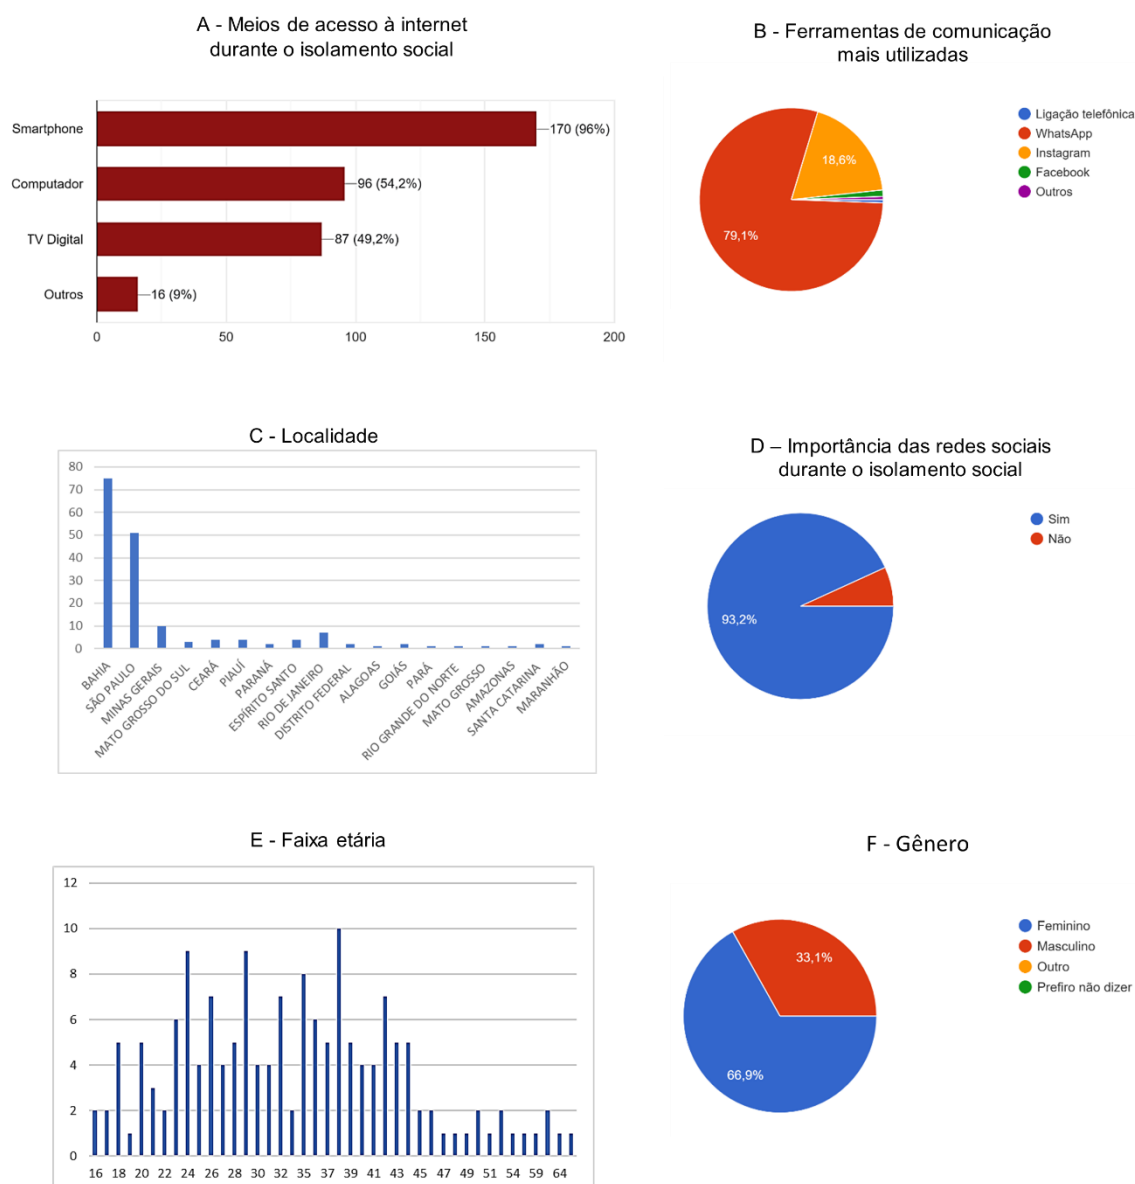 A - Meios de acesso à internet
durante o isolamento social
Smartphone
170 (96%)
Computador
96 (54,2%)
TV Digital
87 (49,2%)
Outros
16 (9%)
0 50 100 150 200
B - Ferramentas de comunicação
mais utilizadas
18,6%
79,1%
Ligação telefônica
WhatsApp
Instagram
Facebook
Outros
C - Localidade
80
70
60
50
40
30
20
10
0
BAHIA
SÃO PAULO
MINAS GERAIS
MATO GROSSO DO SUL
CEARÁ
PIAUÍ
PARANÁ
ESPÍRITO SANTO
RIO DE JANEIRO
DISTRITO FEDERAL
ALAGOAS
GOIÁS
PARÁ
RIO GRANDE DO NORTE
MATO GROSSO
AMAZONAS
SANTA CATARINA
MARANHÃO
D – Importância das redes sociais
durante o isolamento social
93,2%
Sim
Não
E - Faixa etária
12
10
8
6
4
2
0
16 18 20 22 24 26 28 30 32 35 37 39 41 43 45 47 49 51 54 59 64
F - Gênero
33,1%
66,9%
Feminino
Masculino
Outro
Prefiro não dizer